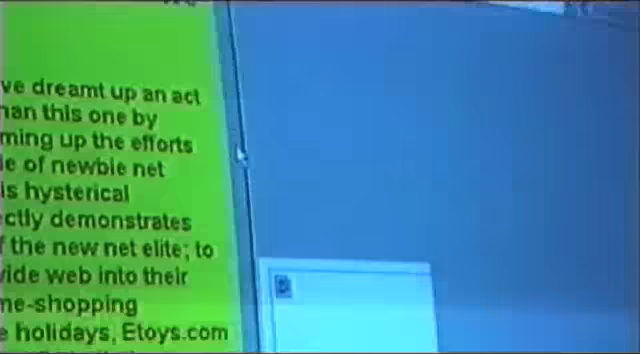 ve dreamt up an act
han this one by
ming up the efforts
le of newbie net
is hysterical
ctly demonstrates
f the new net elite; to
vide web into their
me-shopping
e holidays, Etoys.com